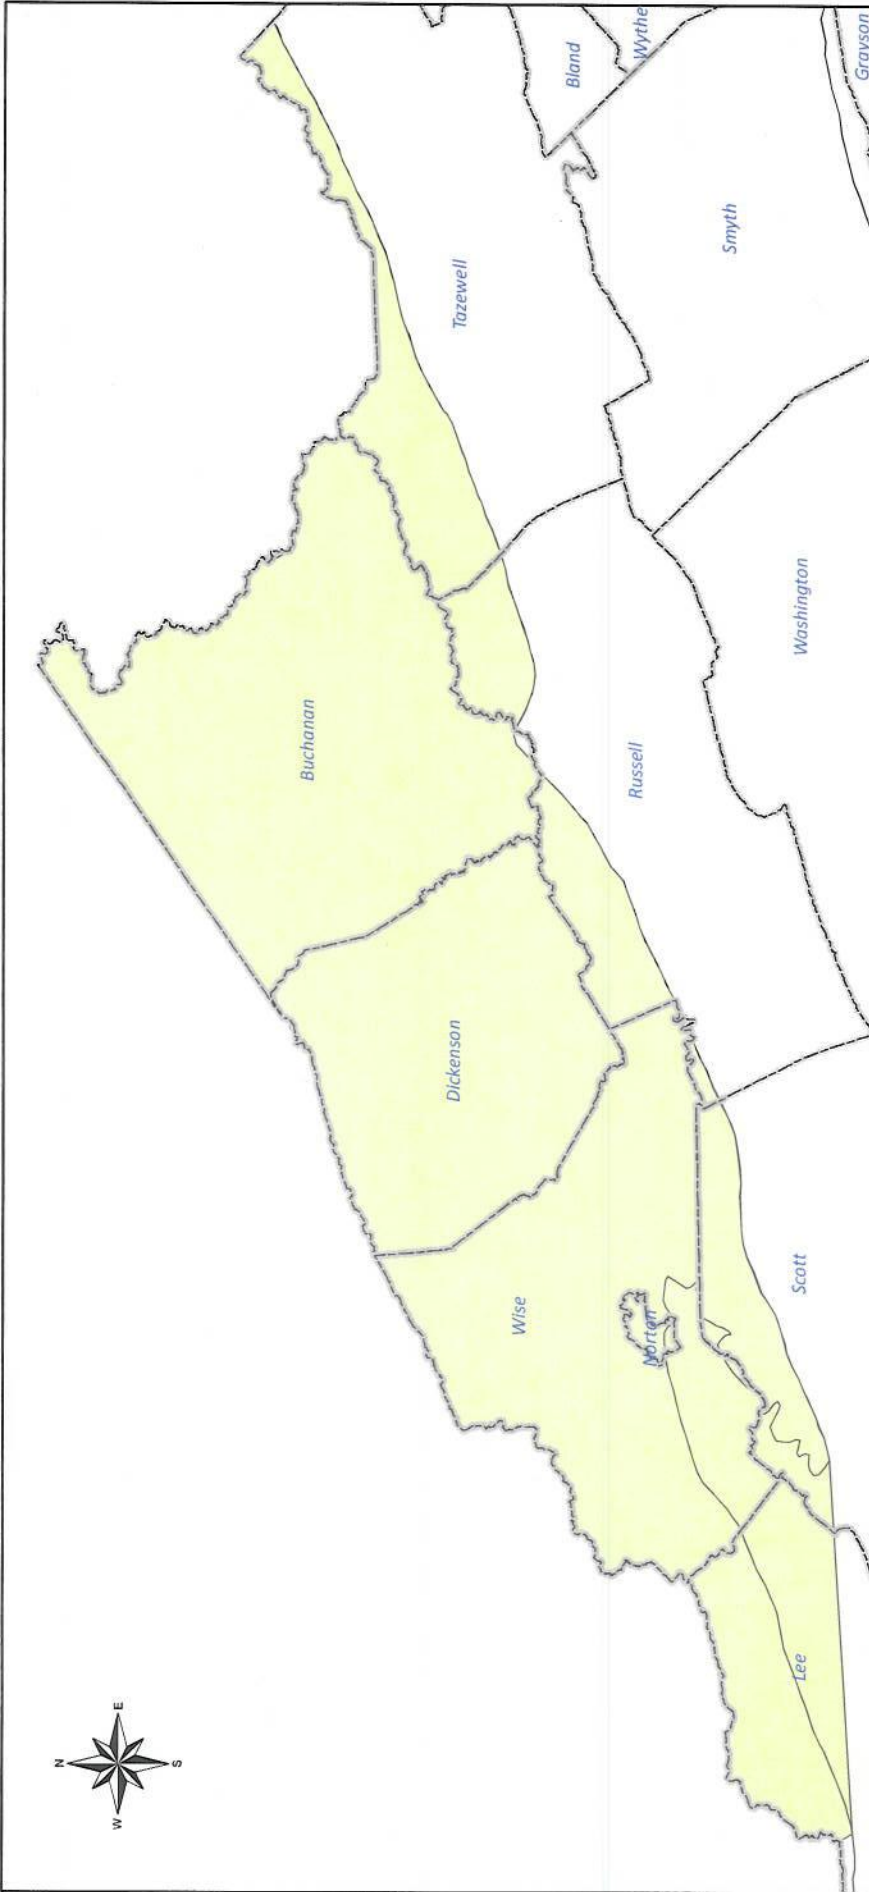 N
W
E
S
Buchanan
Tazewell
Bland
Wythe
Grayson
Dickenson
Smyth
Wise
Russell
Washington
Norton
Scott
Lee